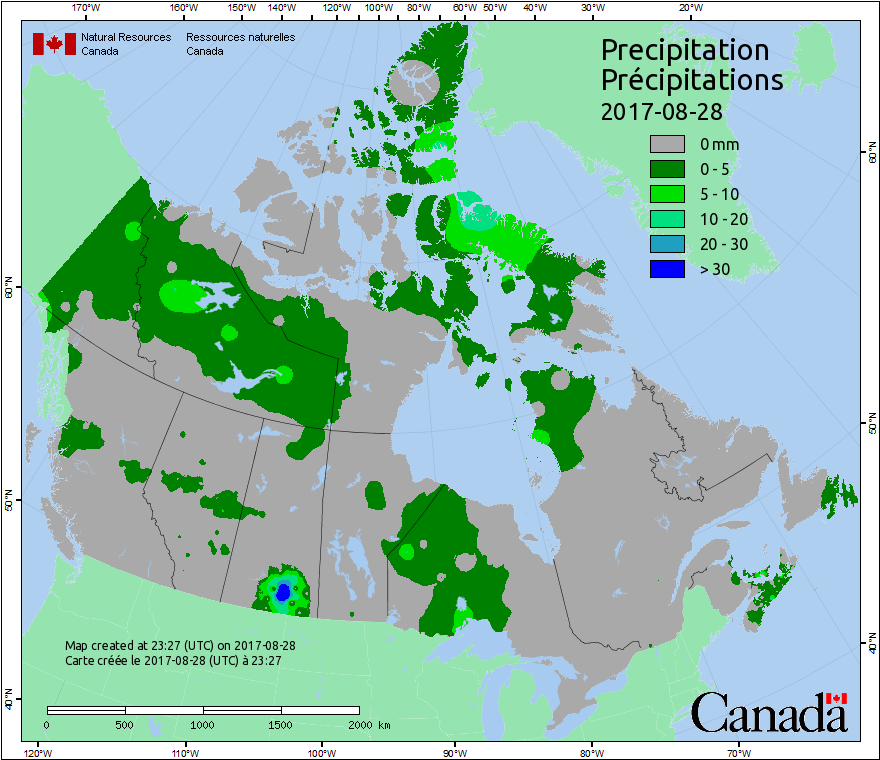 170°W 160°W 150°W 140°W 130°W 120°W 110°W 100°W 90°W 80°W 60°W 50°W 40°W 30°W 20°W
Natural Resources Ressources naturelles
Canada Canada
Precipitation
Précipitations
2017-08-28
0 mm
0 - 5
5 - 10
10 - 20
20 - 30
> 30
60°N
60°N
50°N
50°N
40°N
40°N
Map created at 23:27 (UTC) on 2017-08-28
Carte créée le 2017-08-28 (UTC) à 23:27
0 500 1000 1500 2000 km
Canada
120°W 110°W 100°W 90°W 80°W 70°W